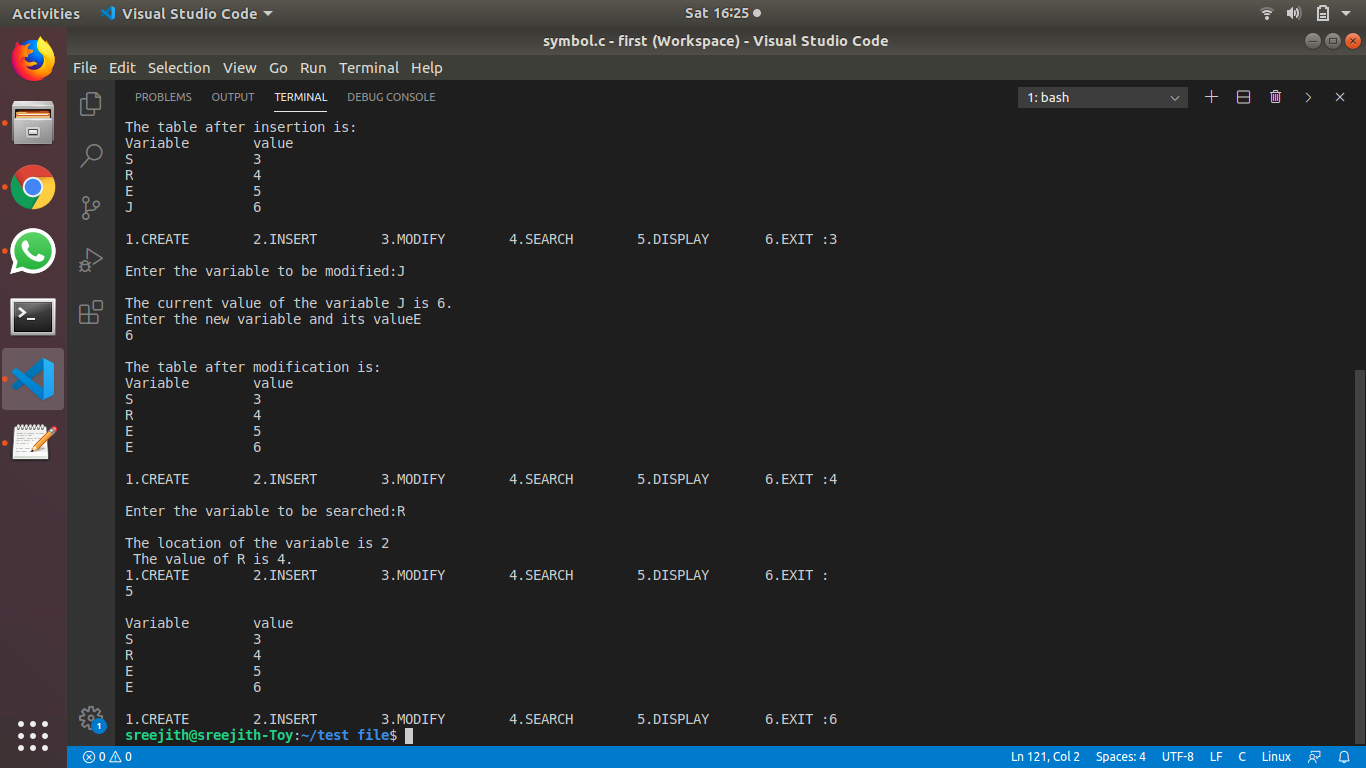 Activities Visual Studio Code Sat 16:25
symbol.c - first (Workspace) - Visual Studio Code
File Edit Selection View Go Run Terminal Help
PROBLEMS OUTPUT TERMINAL DEBUG CONSOLE 1: bash
The table after insertion is:
Variable value
S 3
R 4
E 5
J 6
1.CREATE 2.INSERT 3.MODIFY 4.SEARCH 5.DISPLAY 6.EXIT :3
Enter the variable to be modified:J
The current value of the variable J is 6.
Enter the new variable and its valueE
6
The table after modification is:
Variable value
S 3
R 4
E 5
E 6
1.CREATE 2.INSERT 3.MODIFY 4.SEARCH 5.DISPLAY 6.EXIT :4
Enter the variable to be searched:R
The location of the variable is 2
The value of R is 4.
1.CREATE 2.INSERT 3.MODIFY 4.SEARCH 5.DISPLAY 6.EXIT :
5
Variable value
S 3
R 4
E 5
E 6
1.CREATE 2.INSERT 3.MODIFY 4.SEARCH 5.DISPLAY 6.EXIT :6
sreejith@sreejith-Toy:~/test file$
1
0 0 Ln 121, Col 2 Spaces: 4 UTF-8 LF C Linux